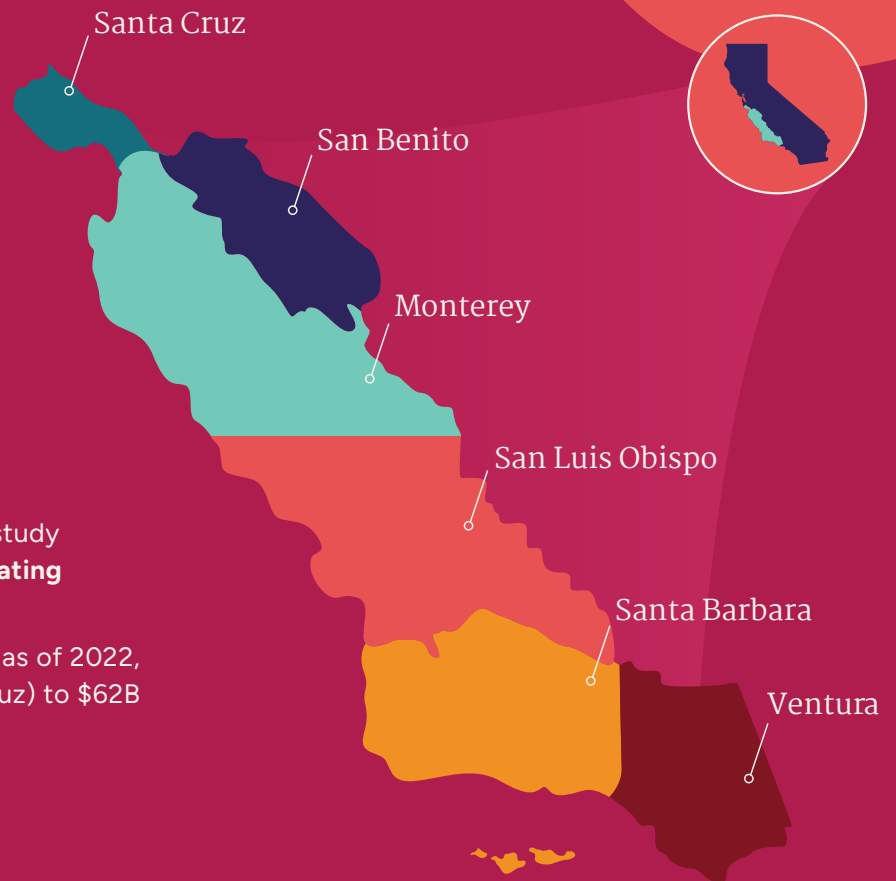 Santa Cruz
San Benito
Monterey
San Luis Obispo
study
ating
Santa Barbara
as of 2022,
uz) to $62B
Ventura